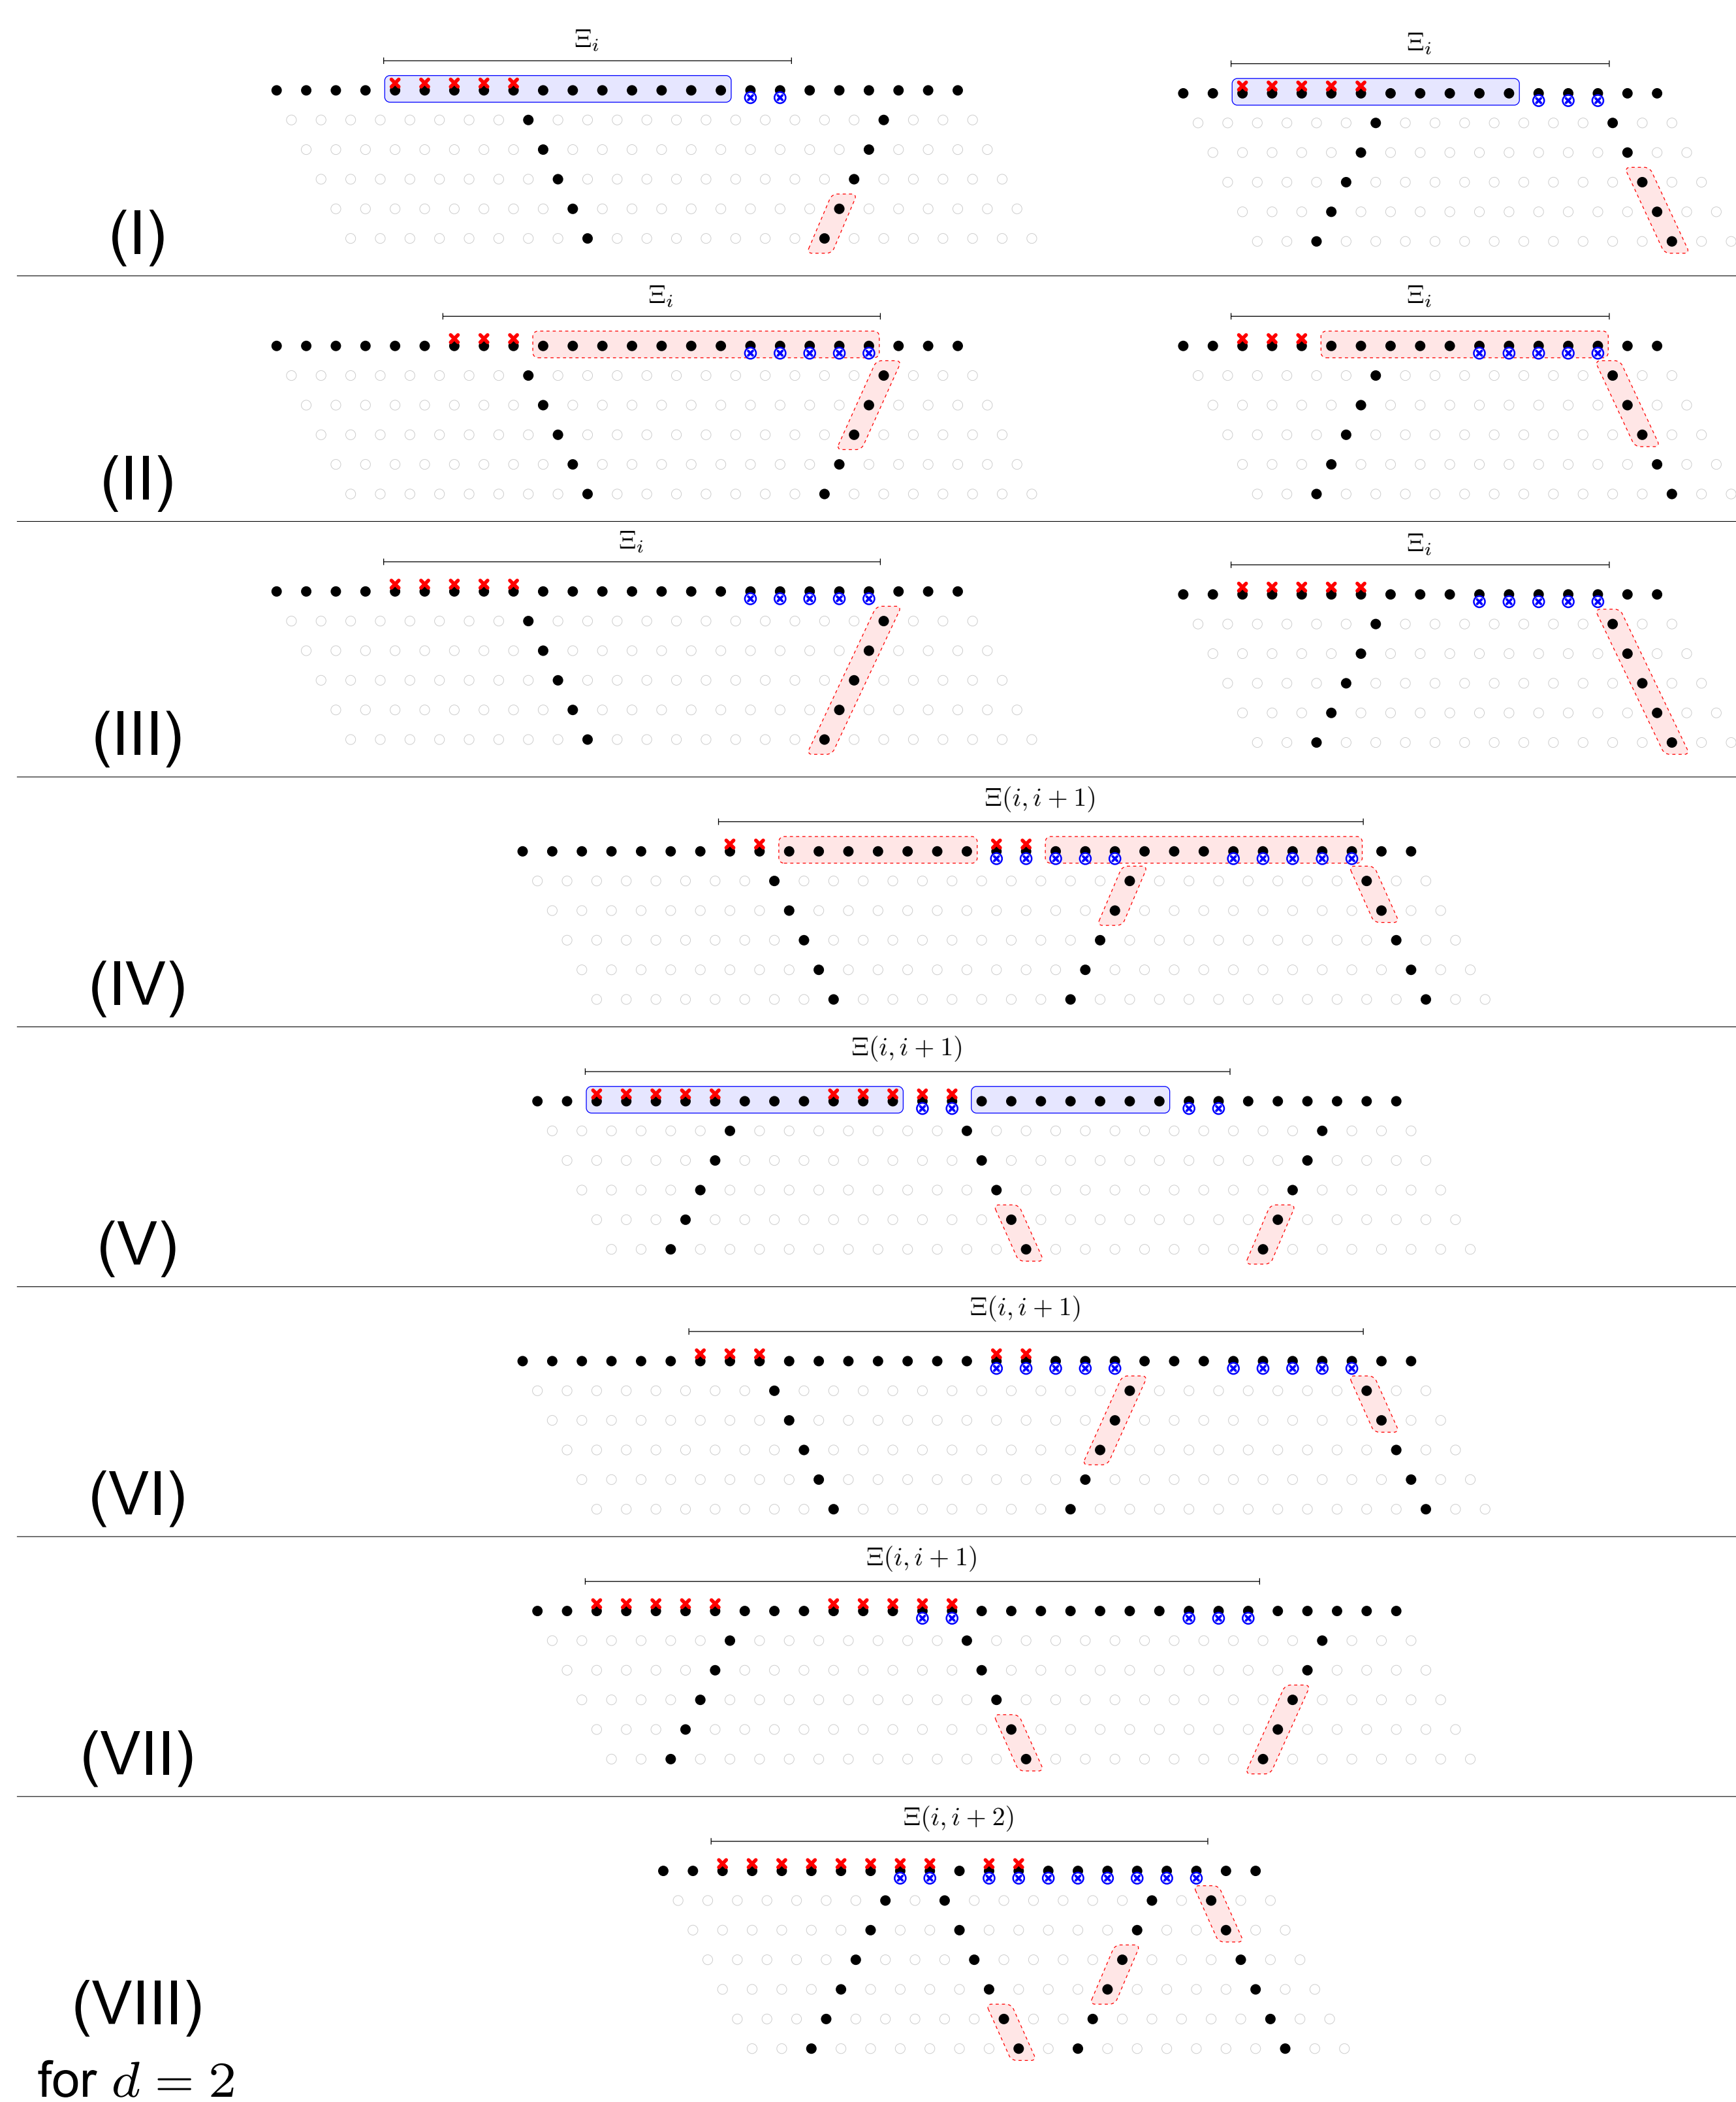 Ξ_i Ξ_i
(I)
Ξ_i Ξ_i
(II)
Ξ_i Ξ_i
(III)
Ξ(i, i + 1)
(IV)
Ξ(i, i + 1)
(V)
Ξ(i, i + 1)
(VI)
Ξ(i, i + 1)
(VII)
Ξ(i, i + 2)
(VIII)
for d = 2